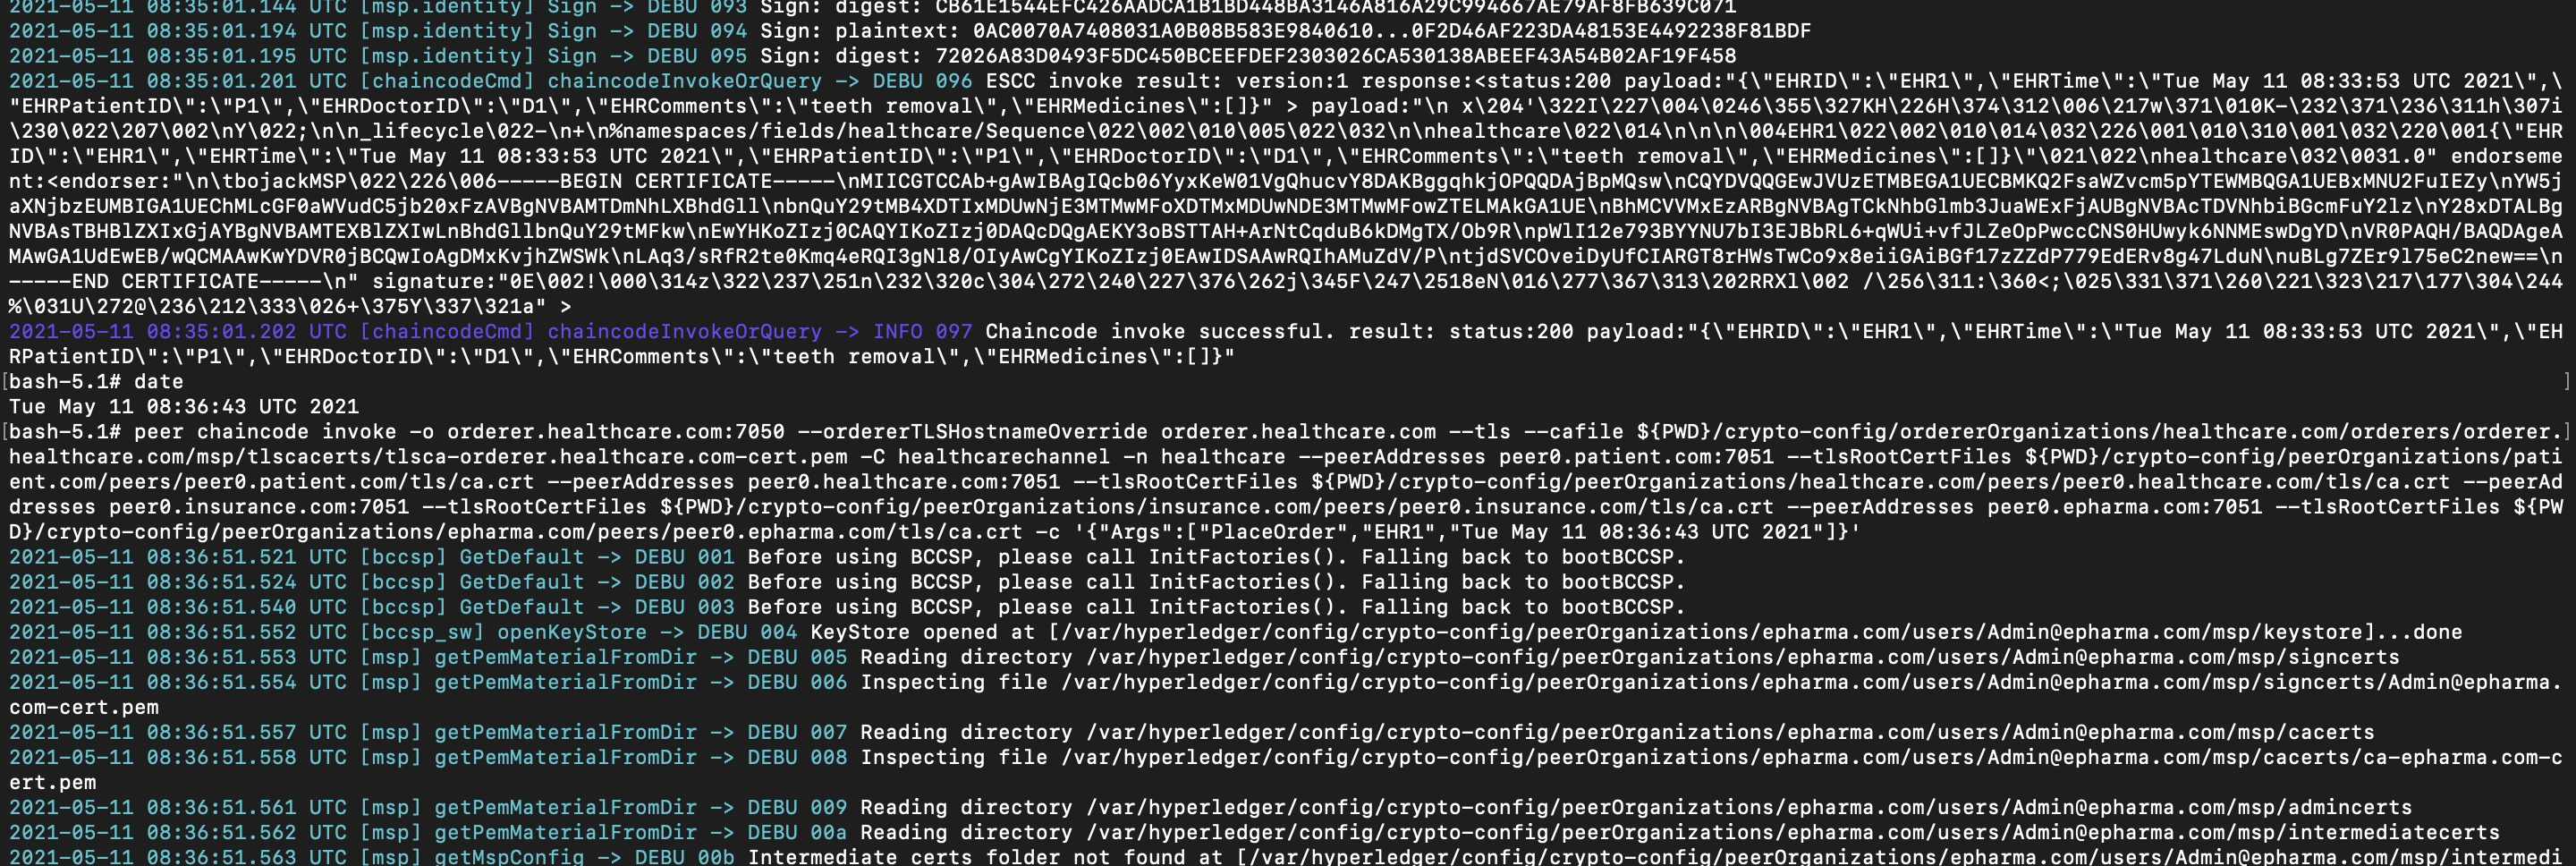 2021-05-11 08:35:01.144 UTC [msp.identity] Sign -> DEBU 093 Sign: digest: CB61E1544EFC426AADCA1B1BD448BA3146A816A29C994667AE79AF8FB639C071
2021-05-11 08:35:01.194 UTC [msp.identity] Sign -> DEBU 094 Sign: plaintext: 0AC0070A7408031A0B08B583E9840610...0F2D46AF223DA48153E4492238F81BDF
2021-05-11 08:35:01.195 UTC [msp.identity] Sign -> DEBU 095 Sign: digest: 72026A83D0493F5DC450BCEEFDEF2303026CA530138ABEEF43A54B02AF19F458
2021-05-11 08:35:01.201 UTC [chaincodeCmd] chaincodeInvokeOrQuery -> DEBU 096 ESCC invoke result: version:1 response:<status:200 payload:"{\"EHRID\":\"EHR1\",\"EHRTime\":\"Tue May 11 08:33:53 UTC 2021\",\
"EHRPatientID\":\"P1\",\"EHRDoctorID\":\"D1\",\"EHRComments\":\"teeth removal\",\"EHRMedicines\":[]}" > payload:"\n x\204'\322I\227\004\0246\355\327KH\226H\374\312\006\217w\371\010K-\232\371\236\311h\307i
\230\022\207\002\nY\022;\n\n_lifecycle\022-\n+\n%namespaces/fields/healthcare/Sequence\022\002\010\005\022\032\n\nhealthcare\022\014\n\n\n\004EHR1\022\002\010\014\032\226\001\010\310\001\032\220\001{\"EHR
ID\":\"EHR1\",\"EHRTime\":\"Tue May 11 08:33:53 UTC 2021\",\"EHRPatientID\":\"P1\",\"EHRDoctorID\":\"D1\",\"EHRComments\":\"teeth removal\",\"EHRMedicines\":[]}\"\021\022\nhealthcare\032\0031.0" endorseme
nt:<endorser:"\n\tbojackMSP\022\226\006-----BEGIN CERTIFICATE-----\nMIICGTCCAb+gAwIBAgIQcb06YyxKeW01VgQhucvY8DAKBggqhkjOPQQDAjBpMQsw\nCQYDVQQGEwJVUzETMBEGA1UECBMKQ2FsaWZvcm5pYTEWMBQGA1UEBxMNU2FuIEZy\nYW5j
aXNjbzEUMBIGA1UEChMLcGF0aWVudC5jb20xFzAVBgNVBAMTDmNhLXBhdGll\nbnQuY29tMB4XDTIxMDUwNjE3MTMwMFoXDTMxMDUwNDE3MTMwMFowZTELMAkGA1UE\nBhMCVVMxEzARBgNVBAgTCkNhbGlmb3JuaWExFjAUBgNVBAcTDVNhbiBGcmFuY2lz\nY28xDTALBg
NVBAsTBHBlZXIxGjAYBgNVBAMTEXBlZXIwLnBhdGllbnQuY29tMFkw\nEwYHKoZIzj0CAQYIKoZIzj0DAQcDQgAEKY3oBSTTAH+ArNtCqduB6kDMgTX/Ob9R\npWlI12e793BYYNU7bI3EJBbRL6+qWUi+vfJLZeOpPwccCNS0HUwyk6NNMEswDgYD\nVR0PAQH/BAQDAgeA
MAwGA1UdEwEB/wQCMAAwKwYDVR0jBCQwIoAgDMxKvjhZWSWk\nLAq3/sRfR2te0Kmq4eRQI3gNl8/OIyAwCgYIKoZIzj0EAwIDSAAwRQIhAMuZdV/P\ntjdSVCOveiDyUfCIARGT8rHWsTwCo9x8eiiGAiBGf17zZZdP779EdERv8g47LduN\nuBLg7ZEr9l75eC2new==\n
-----END CERTIFICATE-----\n" signature:"0E\002!\000\314z\322\237\251n\232\320c\304\272\240\227\376\262j\345F\247\2518eN\016\277\367\313\202RRXl\002 /\256\311:\360<;\025\331\371\260\221\323\217\177\304\244
%\031U\272@\236\212\333\026+\375Y\337\321a" >
2021-05-11 08:35:01.202 UTC [chaincodeCmd] chaincodeInvokeOrQuery -> INFO 097 Chaincode invoke successful. result: status:200 payload:"{\"EHRID\":\"EHR1\",\"EHRTime\":\"Tue May 11 08:33:53 UTC 2021\",\"EH
RPatientID\":\"P1\",\"EHRDoctorID\":\"D1\",\"EHRComments\":\"teeth removal\",\"EHRMedicines\":[]}"
[bash-5.1# date ]
Tue May 11 08:36:43 UTC 2021
[bash-5.1# peer chaincode invoke -o orderer.healthcare.com:7050 --ordererTLSHostnameOverride orderer.healthcare.com --tls --cafile ${PWD}/crypto-config/ordererOrganizations/healthcare.com/orderers/orderer.]
healthcare.com/msp/tlscacerts/tlsca-orderer.healthcare.com-cert.pem -C healthcarechannel -n healthcare --peerAddresses peer0.patient.com:7051 --tlsRootCertFiles ${PWD}/crypto-config/peerOrganizations/pati
ent.com/peers/peer0.patient.com/tls/ca.crt --peerAddresses peer0.healthcare.com:7051 --tlsRootCertFiles ${PWD}/crypto-config/peerOrganizations/healthcare.com/peers/peer0.healthcare.com/tls/ca.crt --peerAd
dresses peer0.insurance.com:7051 --tlsRootCertFiles ${PWD}/crypto-config/peerOrganizations/insurance.com/peers/peer0.insurance.com/tls/ca.crt --peerAddresses peer0.epharma.com:7051 --tlsRootCertFiles ${PW
D}/crypto-config/peerOrganizations/epharma.com/peers/peer0.epharma.com/tls/ca.crt -c '{"Args":["PlaceOrder","EHR1","Tue May 11 08:36:43 UTC 2021"]}'
2021-05-11 08:36:51.521 UTC [bccsp] GetDefault -> DEBU 001 Before using BCCSP, please call InitFactories(). Falling back to bootBCCSP.
2021-05-11 08:36:51.524 UTC [bccsp] GetDefault -> DEBU 002 Before using BCCSP, please call InitFactories(). Falling back to bootBCCSP.
2021-05-11 08:36:51.540 UTC [bccsp] GetDefault -> DEBU 003 Before using BCCSP, please call InitFactories(). Falling back to bootBCCSP.
2021-05-11 08:36:51.552 UTC [bccsp_sw] openKeyStore -> DEBU 004 KeyStore opened at [/var/hyperledger/config/crypto-config/peerOrganizations/epharma.com/users/Admin@epharma.com/msp/keystore]...done
2021-05-11 08:36:51.553 UTC [msp] getPemMaterialFromDir -> DEBU 005 Reading directory /var/hyperledger/config/crypto-config/peerOrganizations/epharma.com/users/Admin@epharma.com/msp/signcerts
2021-05-11 08:36:51.554 UTC [msp] getPemMaterialFromDir -> DEBU 006 Inspecting file /var/hyperledger/config/crypto-config/peerOrganizations/epharma.com/users/Admin@epharma.com/msp/signcerts/Admin@epharma.
com-cert.pem
2021-05-11 08:36:51.557 UTC [msp] getPemMaterialFromDir -> DEBU 007 Reading directory /var/hyperledger/config/crypto-config/peerOrganizations/epharma.com/users/Admin@epharma.com/msp/cacerts
2021-05-11 08:36:51.558 UTC [msp] getPemMaterialFromDir -> DEBU 008 Inspecting file /var/hyperledger/config/crypto-config/peerOrganizations/epharma.com/users/Admin@epharma.com/msp/cacerts/ca-epharma.com-c
ert.pem
2021-05-11 08:36:51.561 UTC [msp] getPemMaterialFromDir -> DEBU 009 Reading directory /var/hyperledger/config/crypto-config/peerOrganizations/epharma.com/users/Admin@epharma.com/msp/admincerts
2021-05-11 08:36:51.562 UTC [msp] getPemMaterialFromDir -> DEBU 00a Reading directory /var/hyperledger/config/crypto-config/peerOrganizations/epharma.com/users/Admin@epharma.com/msp/intermediatecerts
2021-05-11 08:36:51.563 UTC [msp] getMspConfig -> DEBU 00b Intermediate certs folder not found at [/var/hyperledger/config/crypto-config/peerOrganizations/epharma.com/users/Admin@epharma.com/msp/intermedi